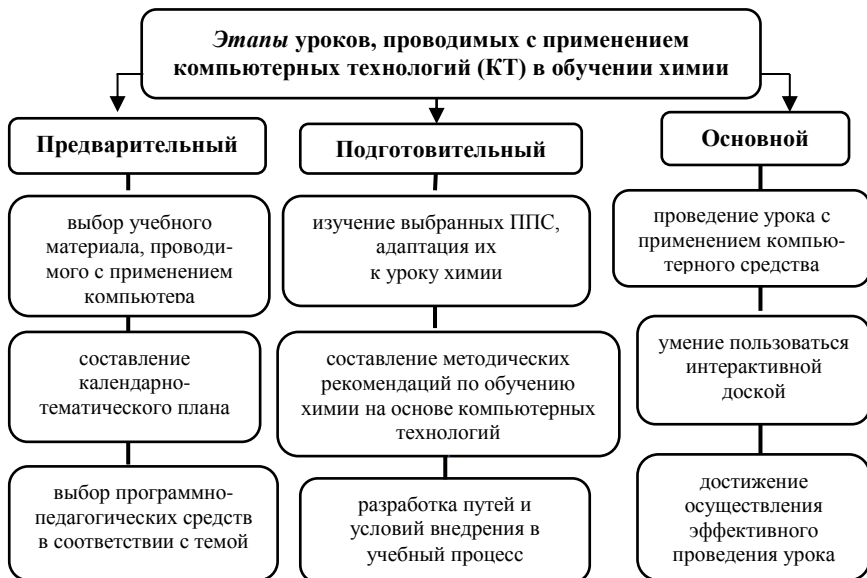 Этапы уроков, проводимых с применением
компьютерных технологий (КТ) в обучении химии
Предварительный
выбор учебного
материала, проводи-
мого с применением
компьютера
составление
календарно-
тематического плана
выбор программно-
педагогических средств
в соответствии с темой
Подготовительный
изучение выбранных ППС,
адаптация их
к уроку химии
составление методических
рекомендаций по обучению
химии на основе компьютерных
технологий
разработка путей и
условий внедрения в
учебный процесс
Основной
проведение урока с
применением компью-
терного средства
умение пользоваться
интерактивной
доской
достижение
осуществления
эффективного
проведения урока